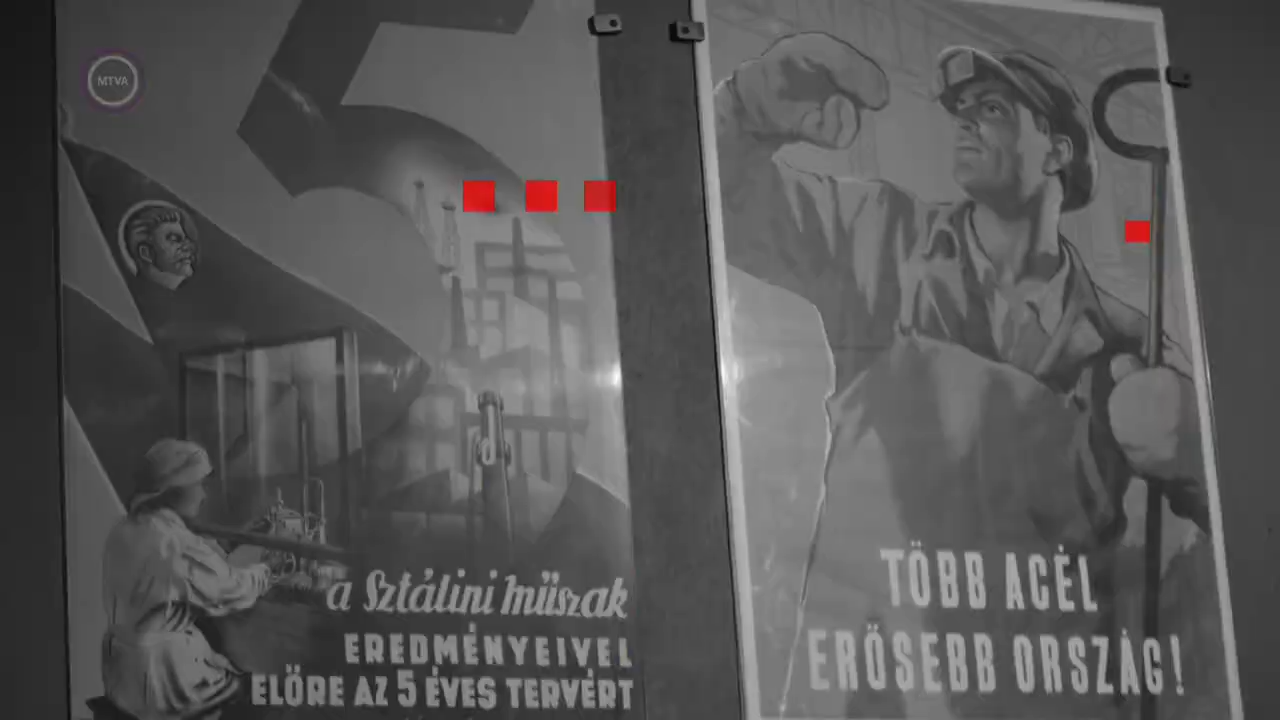 MTVA
a Sztálini műszak
EREDMÉNYEIVEL
ELŐRE AZ 5 ÉVES TERVÉRT
TÖBB ACÉL
ERŐSEBB ORSZÁG!